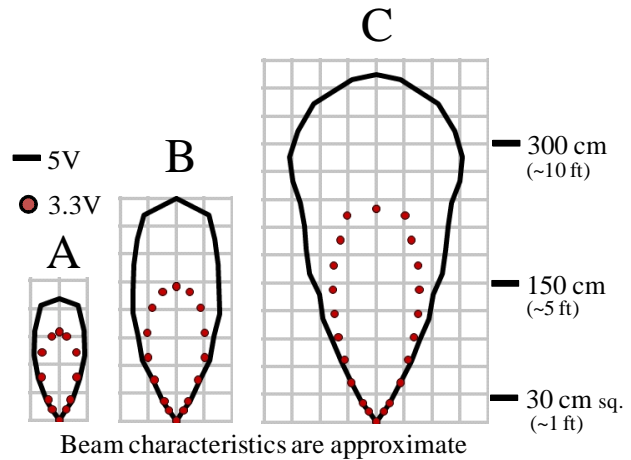 C
B
A
5V
3.3V
300 cm
(~10 ft)
150 cm
(~5 ft)
30 cm sq.
(~1 ft)
Beam characteristics are approximate